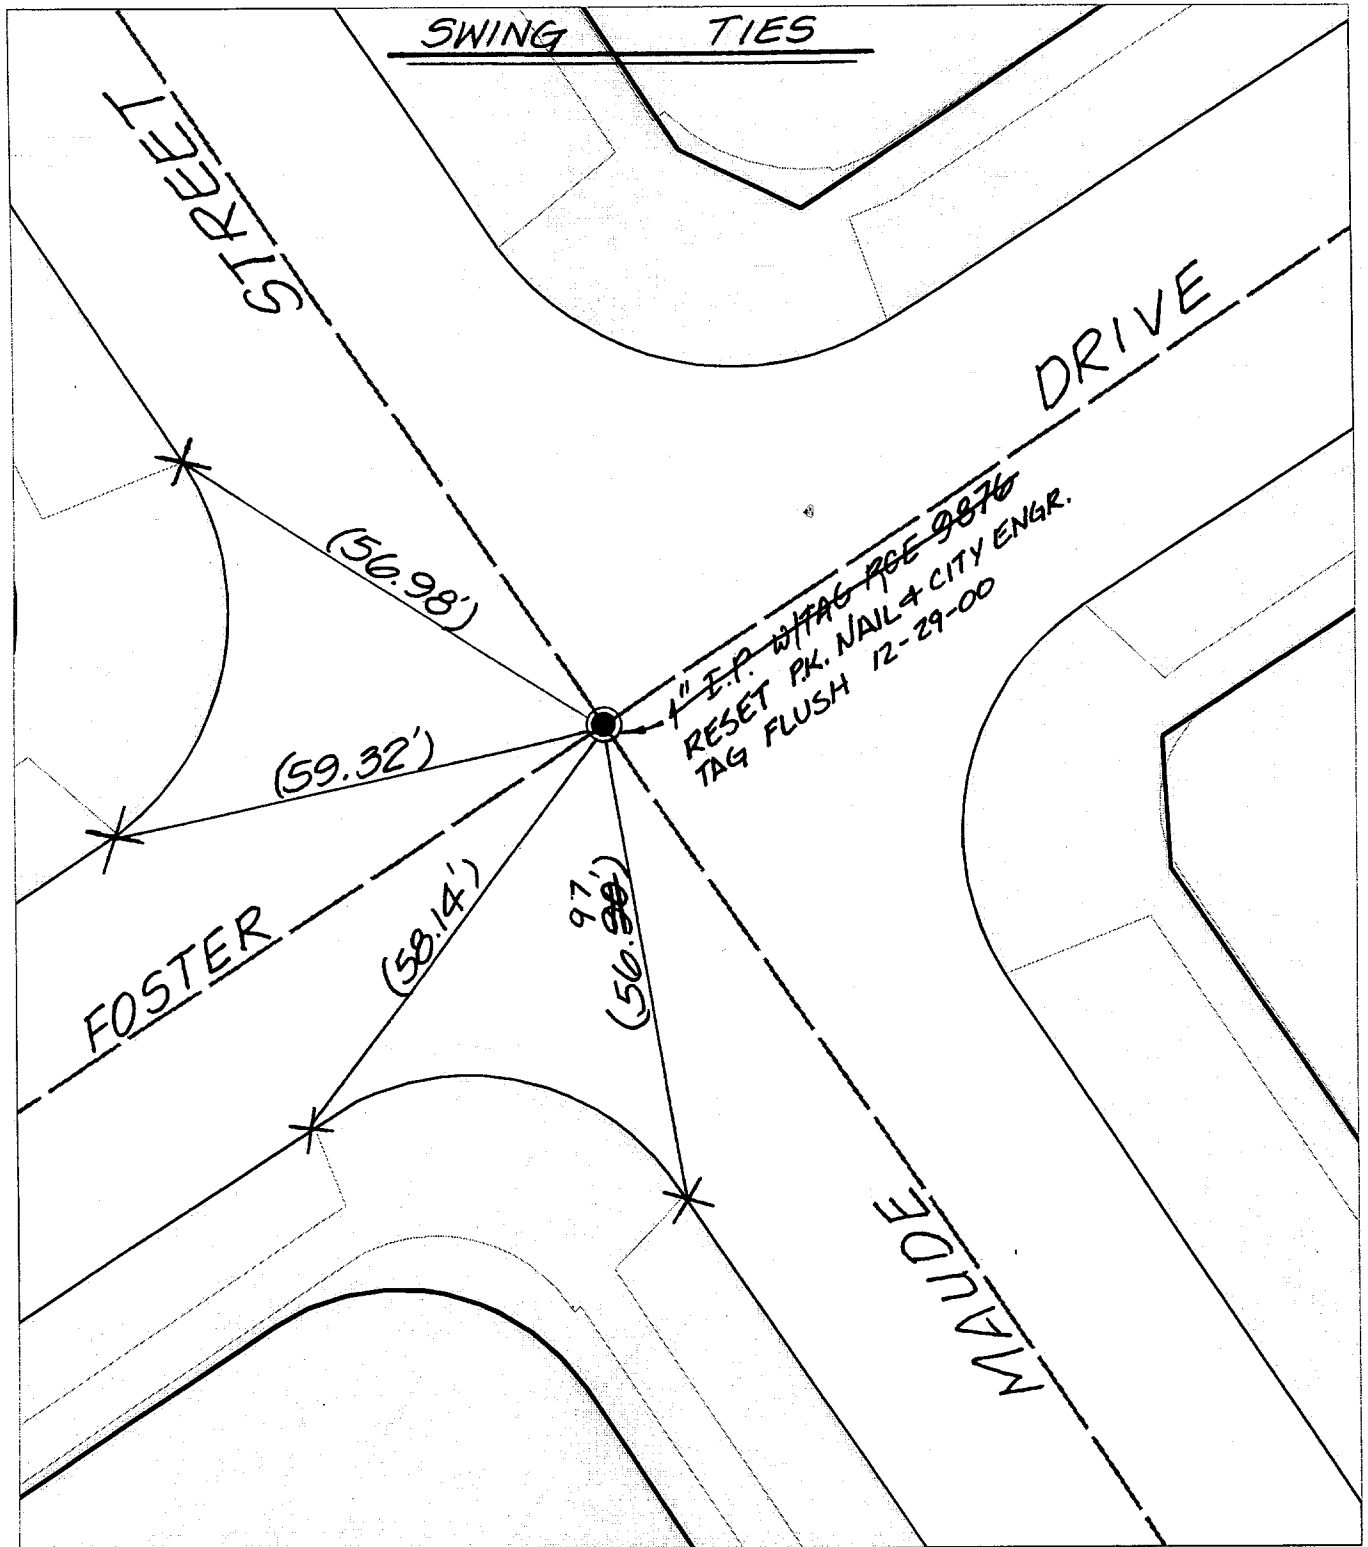 SWING TIES
STREET
DRIVE
(56.98')
1" I.P. W/TAG RCE 9876
RESET P.K. NAIL & CITY ENGR.
TAG FLUSH 12-29-00
(59.32')
(58.14')
97
(56.98')
FOSTER
MAUDE